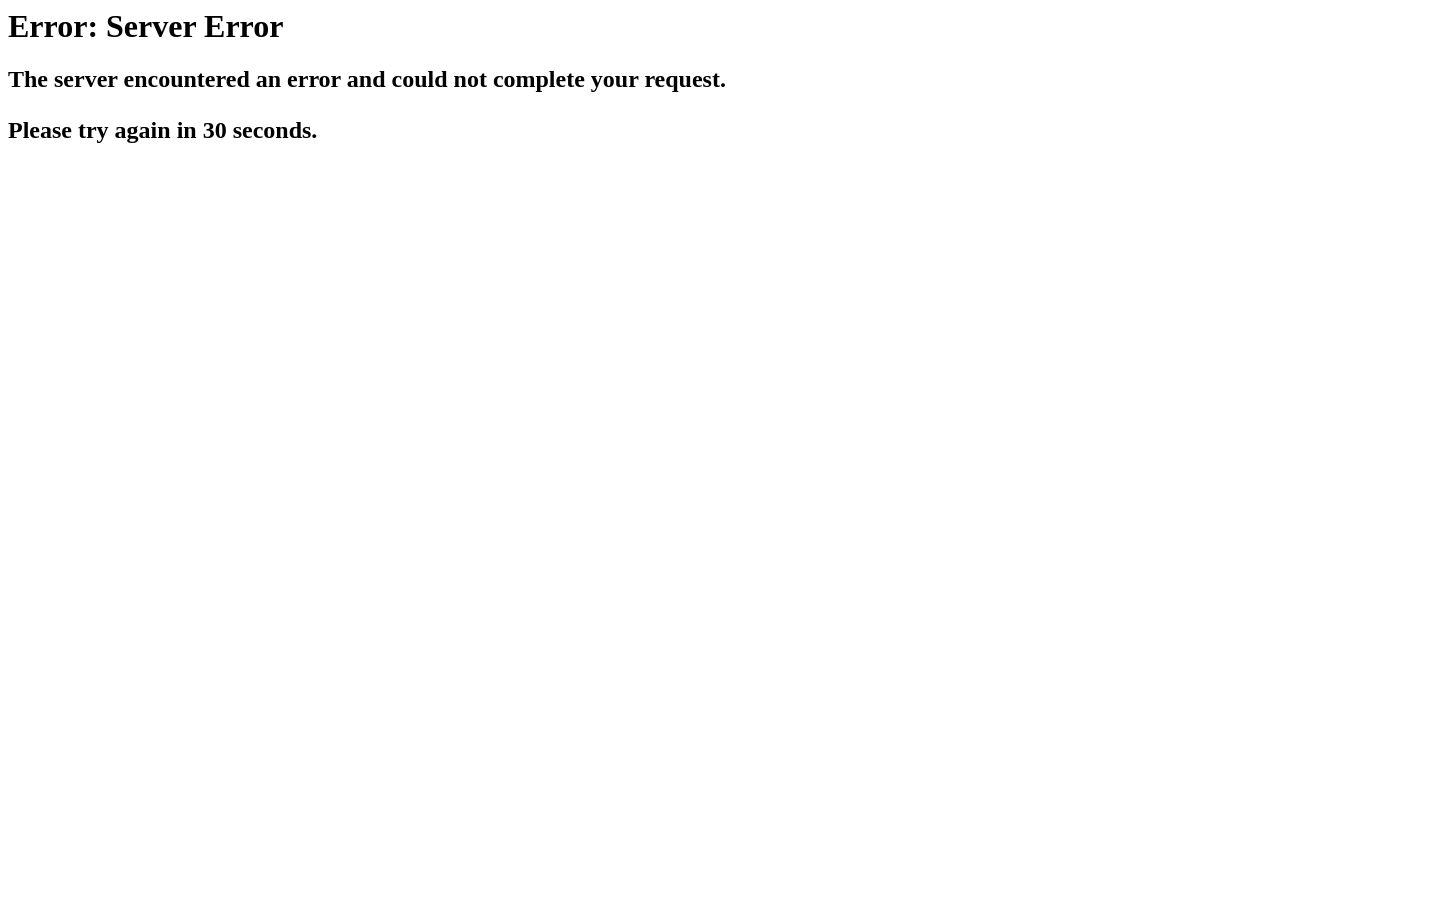 Error: Server Error
The server encountered an error and could not complete your request.
Please try again in 30 seconds.